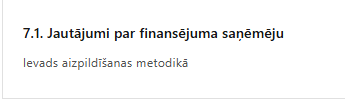 7.1. Jautājumi par finansējuma saņēmēju
Ievads aizpildīšanas metodikā